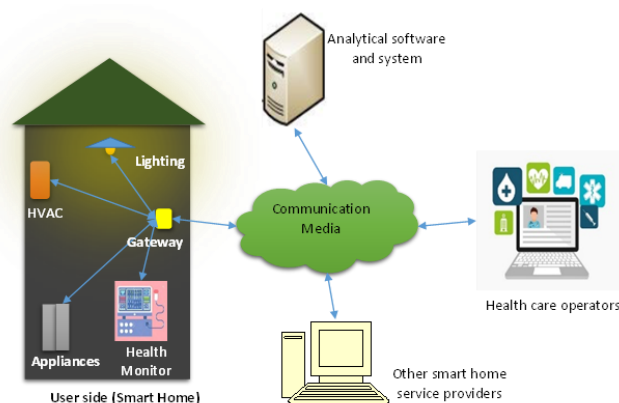 Analytical software
and system
Lighting
HVAC
Gateway
Communication
Media
Health care operators
Appliances
Health
Monitor
Other smart home
service providers
User side (Smart Home)